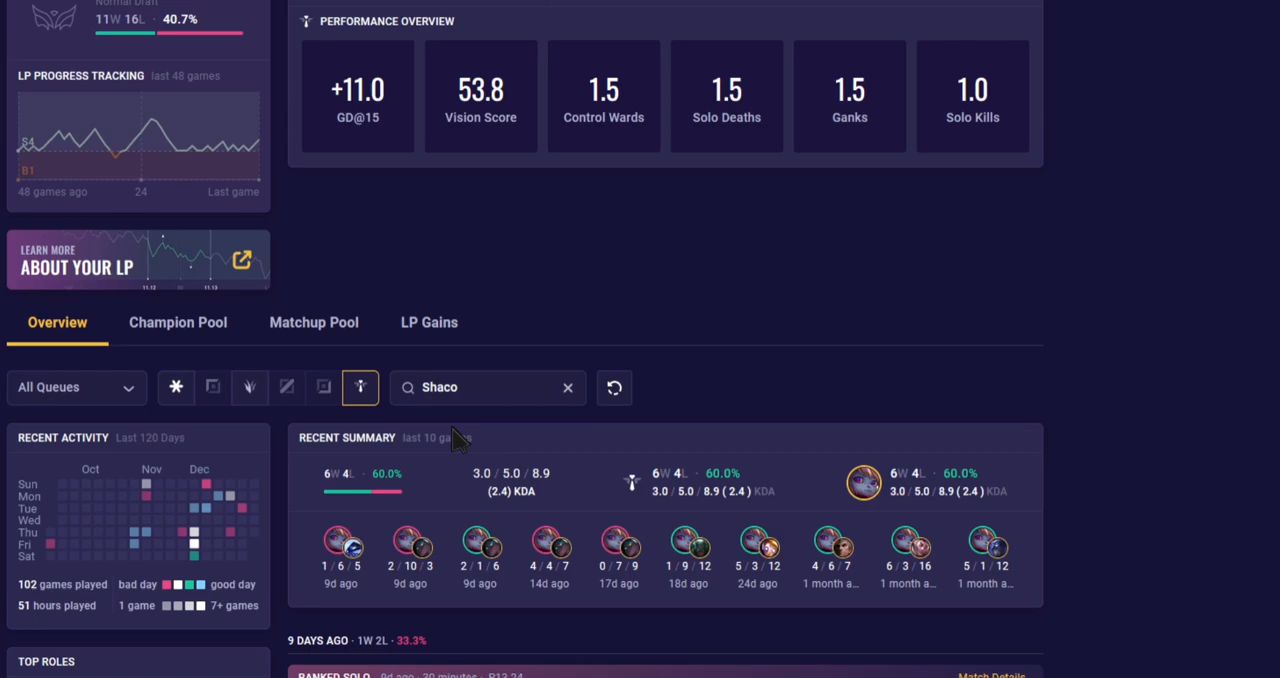 Normal Draft
11W 16L · 40.7%
LP PROGRESS TRACKING last 48 games
S4
B1
48 games ago 24 Last game
LEARN MORE
ABOUT YOUR LP
PERFORMANCE OVERVIEW
+11.0 53.8 1.5 1.5 1.5 1.0
GD@15 Vision Score Control Wards Solo Deaths Ganks Solo Kills
Overview Champion Pool Matchup Pool LP Gains
All Queues Shaco
RECENT ACTIVITY Last 120 Days
Oct Nov Dec
Sun
Mon
Tue
Wed
Thu
Fri
Sat
102 games played bad day good day
51 hours played 1 game 7+ games
TOP ROLES
RECENT SUMMARY last 10 games
6W 4L · 60.0% 3.0 / 5.0 / 8.9 6W 4L · 60.0% 6W 4L · 60.0%
(2.4) KDA 3.0 / 5.0 / 8.9 ( 2.4 ) KDA 3.0 / 5.0 / 8.9 ( 2.4 ) KDA
1 / 6 / 5 2 / 10 / 3 2 / 1 / 6 4 / 4 / 7 0 / 7 / 9 1 / 9 / 12 5 / 3 / 12 4 / 6 / 7 6 / 3 / 16 5 / 1 / 12
9d ago 9d ago 9d ago 14d ago 17d ago 18d ago 24d ago 1 month a... 1 month a... 1 month a...
9 DAYS AGO · 1W 2L · 33.3%
RANKED SOLO · 9d ago · 30 minutes · P13.24 Match Details